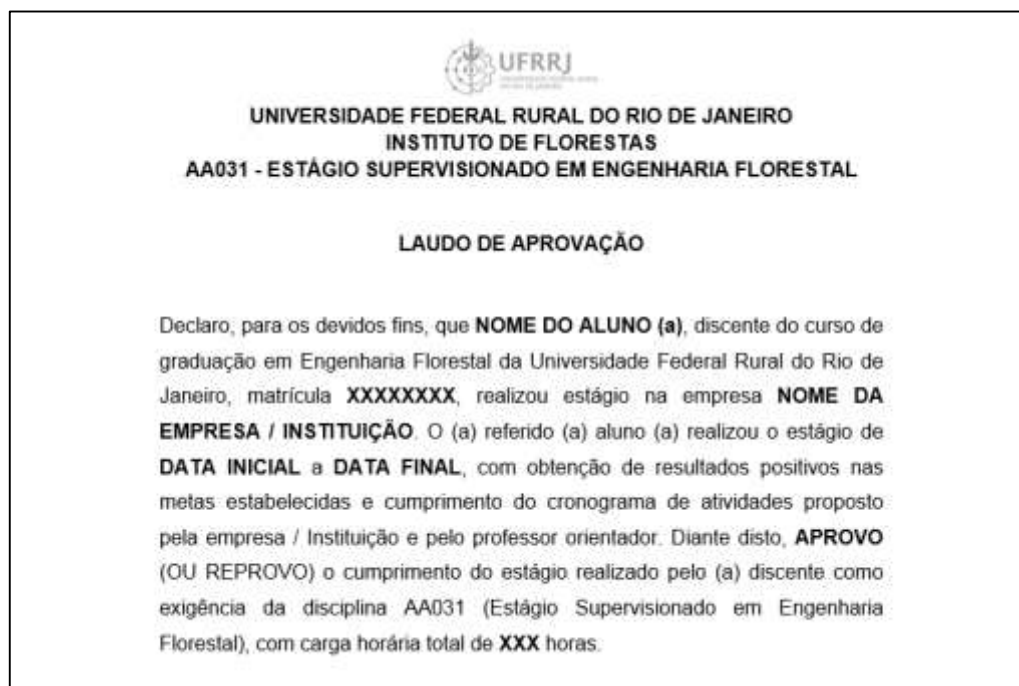 UFRRJ
UNIVERSIDADE FEDERAL RURAL DO RIO DE JANEIRO
INSTITUTO DE FLORESTAS
AA031 - ESTÁGIO SUPERVISIONADO EM ENGENHARIA FLORESTAL
LAUDO DE APROVAÇÃO
Declaro, para os devidos fins, que NOME DO ALUNO (a), discente do curso de
graduação em Engenharia Florestal da Universidade Federal Rural do Rio de
Janeiro, matrícula XXXXXXXX, realizou estágio na empresa NOME DA
EMPRESA / INSTITUIÇÃO. O (a) referido (a) aluno (a) realizou o estágio de
DATA INICIAL a DATA FINAL, com obtenção de resultados positivos nas
metas estabelecidas e cumprimento do cronograma de atividades proposto
pela empresa / Instituição e pelo professor orientador. Diante disto, APROVO
(OU REPROVO) o cumprimento do estágio realizado pelo (a) discente como
exigência da disciplina AA031 (Estágio Supervisionado em Engenharia
Florestal), com carga horária total de XXX horas.